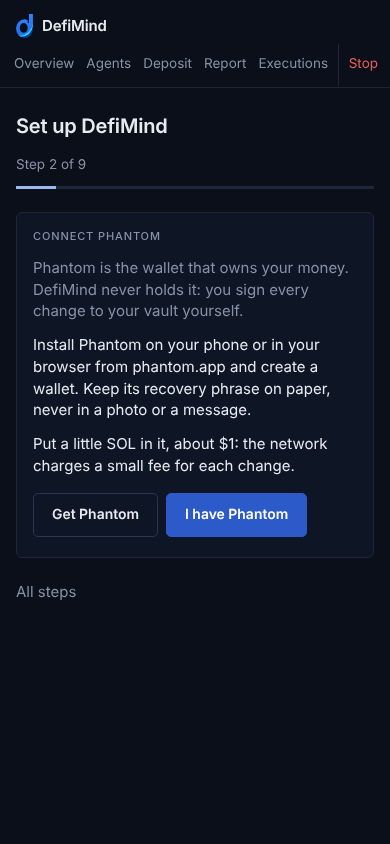 DefiMind
Overview Agents Deposit Report Executions Stop
Set up DefiMind
Step 2 of 9
CONNECT PHANTOM
Phantom is the wallet that owns your money.
DefiMind never holds it: you sign every
change to your vault yourself.
Install Phantom on your phone or in your
browser from phantom.app and create a
wallet. Keep its recovery phrase on paper,
never in a photo or a message.
Put a little SOL in it, about $1: the network
charges a small fee for each change.
Get Phantom I have Phantom
All steps